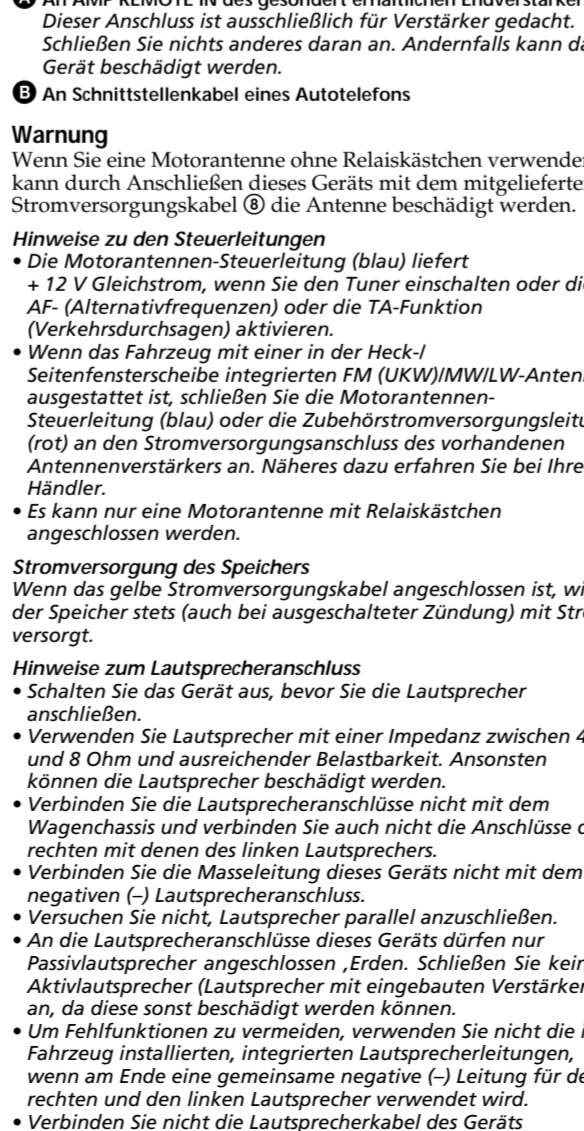 A An AMP REMOTE IN des gesondert erhältlichen Endverstärkers
Dieser Anschluss ist ausschließlich für Verstärker gedacht.
Schließen Sie nichts anderes daran an. Andernfalls kann da
Gerät beschädigt werden.
B An Schnittstellenkabel eines Autotelefons
Warnung
Wenn Sie eine Motorantenne ohne Relaiskästchen verwenden
kann durch Anschließen dieses Geräts mit dem mitgelieferten
Stromversorgungskabel ⑧ die Antenne beschädigt werden.
Hinweise zu den Steuerleitungen
• Die Motorantennen-Steuerleitung (blau) liefert
+ 12 V Gleichstrom, wenn Sie den Tuner einschalten oder die
AF- (Alternativfrequenzen) oder die TA-Funktion
(Verkehrsdurchsagen) aktivieren.
• Wenn das Fahrzeug mit einer in der Heck-/
Seitenfensterscheibe integrierten FM (UKW)/MW/LW-Antenn
ausgestattet ist, schließen Sie die Motorantennen-
Steuerleitung (blau) oder die Zubehörstromversorgungsleitu
(rot) an den Stromversorgungsanschluss des vorhandenen
Antennenverstärkers an. Näheres dazu erfahren Sie bei Ihre
Händler.
• Es kann nur eine Motorantenne mit Relaiskästchen
angeschlossen werden.
Stromversorgung des Speichers
Wenn das gelbe Stromversorgungskabel angeschlossen ist, wi
der Speicher stets (auch bei ausgeschalteter Zündung) mit Stro
versorgt.
Hinweise zum Lautsprecheranschluss
• Schalten Sie das Gerät aus, bevor Sie die Lautsprecher
anschließen.
• Verwenden Sie Lautsprecher mit einer Impedanz zwischen 4
und 8 Ohm und ausreichender Belastbarkeit. Ansonsten
können die Lautsprecher beschädigt werden.
• Verbinden Sie die Lautsprecheranschlüsse nicht mit dem
Wagenchassis und verbinden Sie auch nicht die Anschlüsse d
rechten mit denen des linken Lautsprechers.
• Verbinden Sie die Masseleitung dieses Geräts nicht mit dem
negativen (–) Lautsprecheranschluss.
• Versuchen Sie nicht, Lautsprecher parallel anzuschließen.
• An die Lautsprecheranschlüsse dieses Geräts dürfen nur
Passivlautsprecher angeschlossen ‚Erden. Schließen Sie kein
Aktivlautsprecher (Lautsprecher mit eingebauten Verstärker
an, da diese sonst beschädigt werden können.
• Um Fehlfunktionen zu vermeiden, verwenden Sie nicht die i
Fahrzeug installierten, integrierten Lautsprecherleitungen,
wenn am Ende eine gemeinsame negative (–) Leitung für de
rechten und den linken Lautsprecher verwendet wird.
• Verbinden Sie nicht die Lautsprecherkabel des Geräts